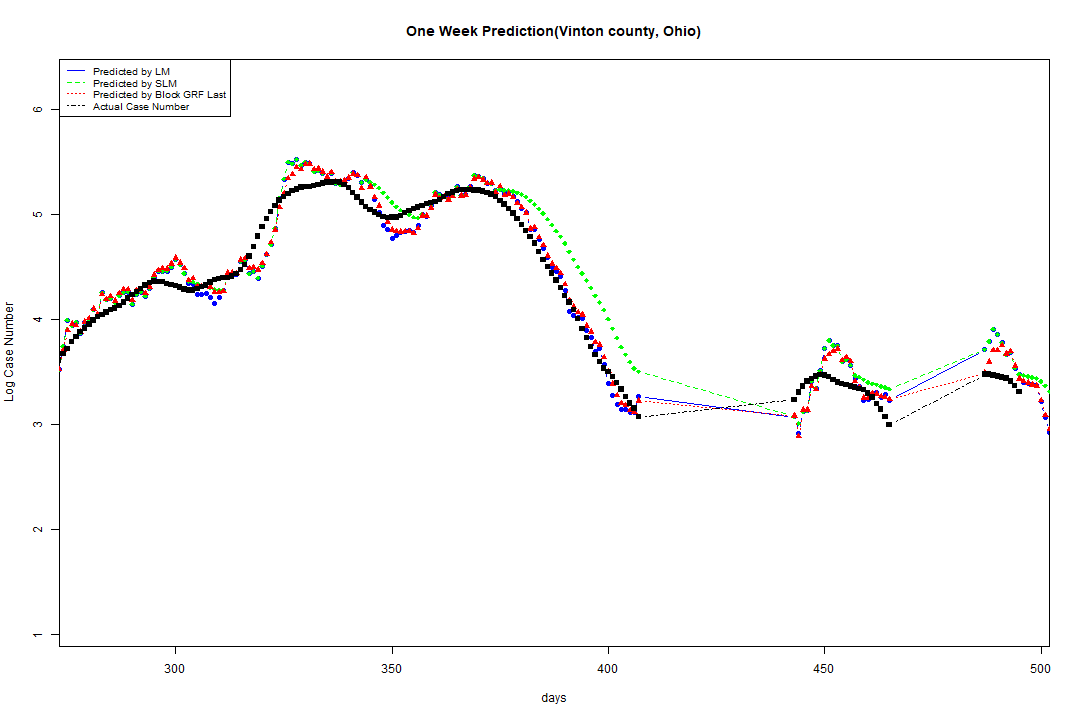 One Week Prediction(Vinton county, Ohio)
Predicted by LM
Predicted by SLM
Predicted by Block GRF Last
Actual Case Number
Log Case Number
6
5
4
3
2
1
300
350
400
450
500
days